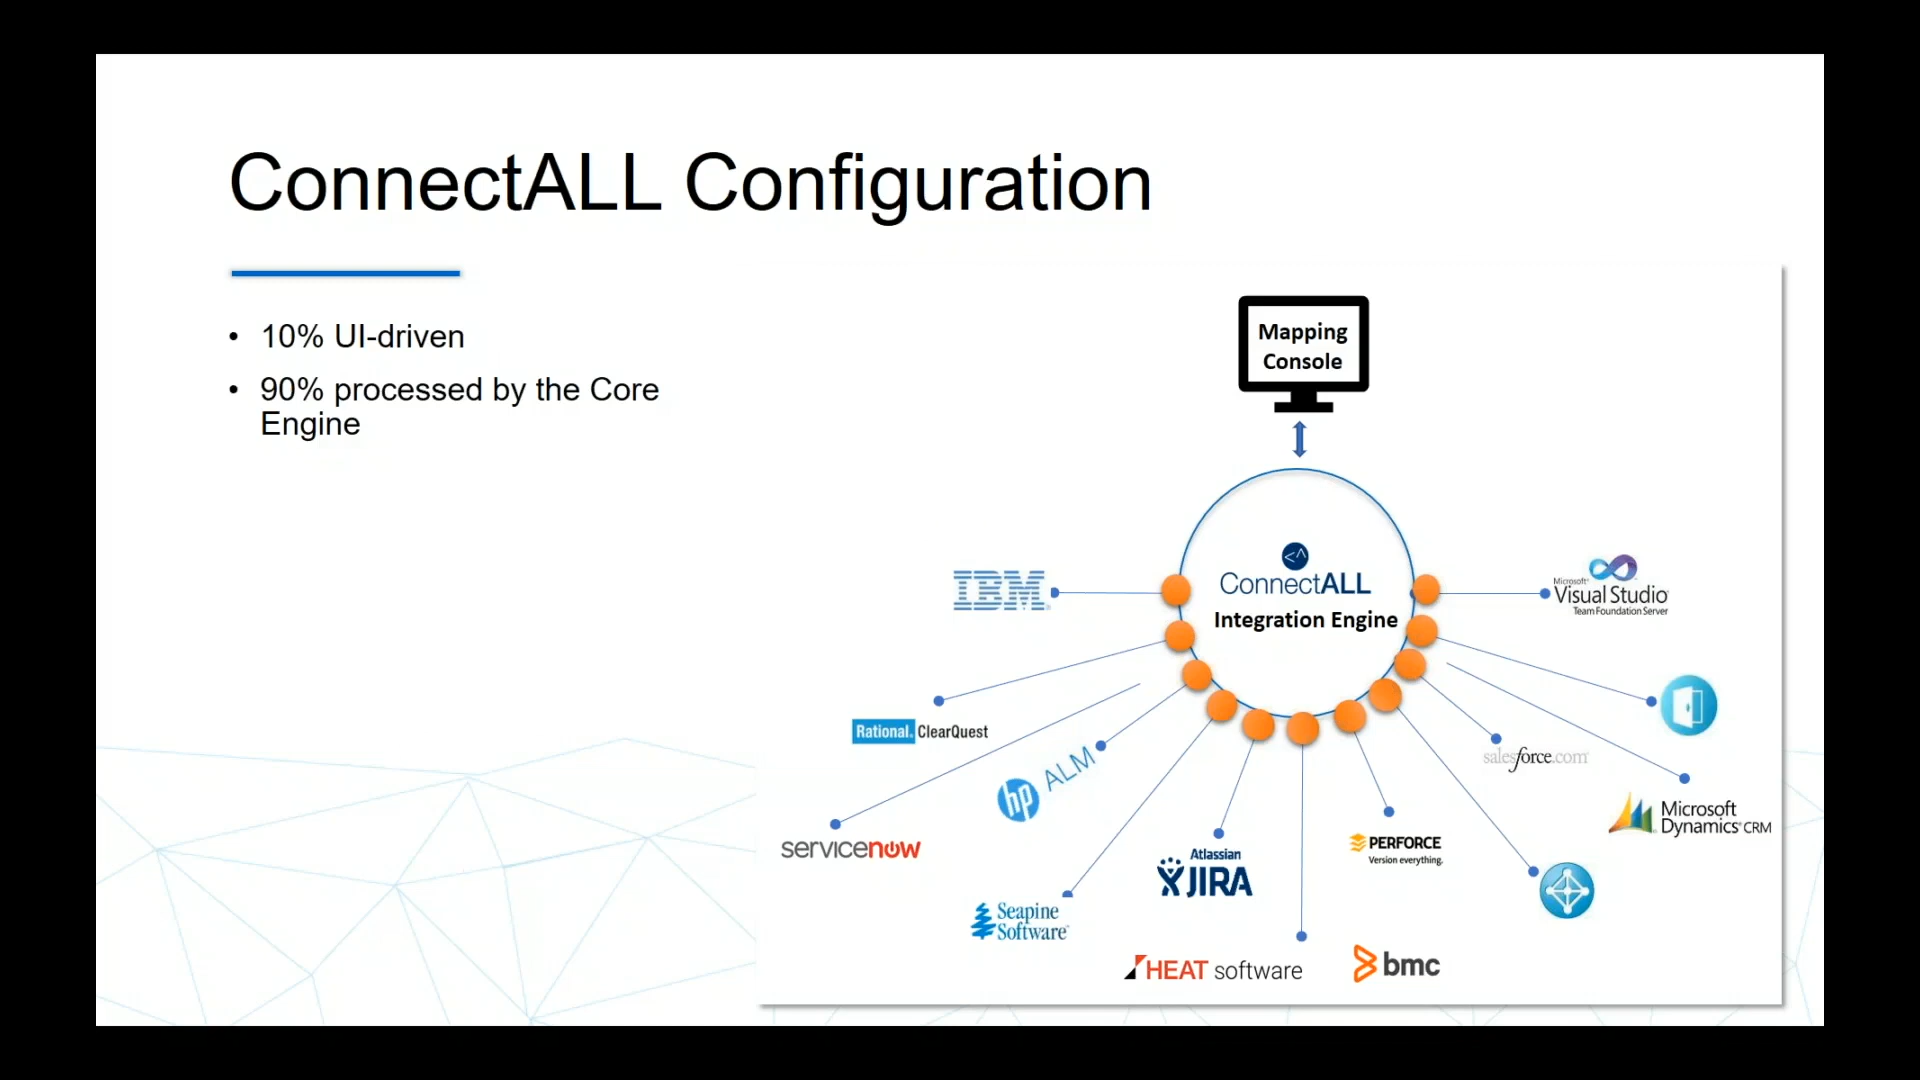 ConnectALL Configuration
• 10% UI-driven
• 90% processed by the Core
Engine
Mapping
Console
<^
ConnectALL
Integration Engine
IBM
Microsoft
Visual Studio
Team Foundation Server
Rational ClearQuest
hp ALM
salesforce.com
Microsoft
Dynamics CRM
servicenow
Atlassian
JIRA
PERFORCE
Version everything.
Seapine
Software
HEAT software
bmc